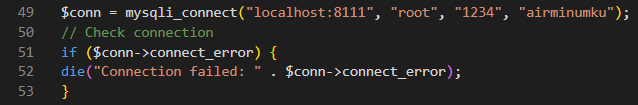 49 $conn = mysqli_connect("localhost:8111", "root", "1234", "airminumku");
50 // Check connection
51 if ($conn->connect_error) {
52 die("Connection failed: " . $conn->connect_error);
53 }